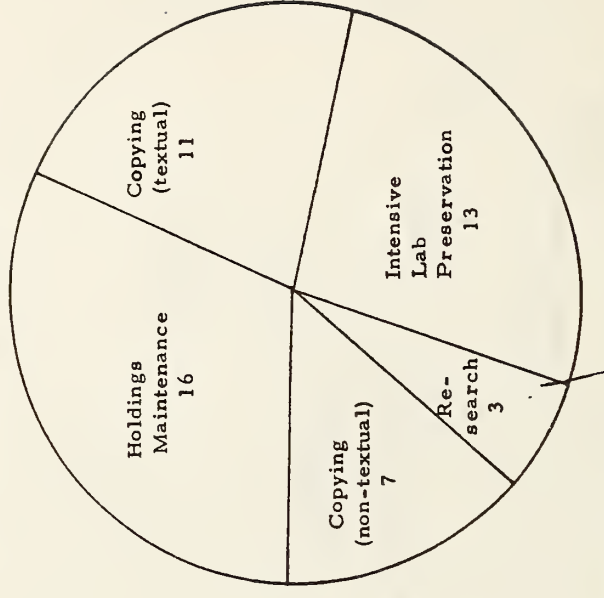 Holdings
Maintenance
16
Copying
(textual)
11
Intensive
Lab
Preservation
13
Re-
search
3
Copying
(non-textual)
7